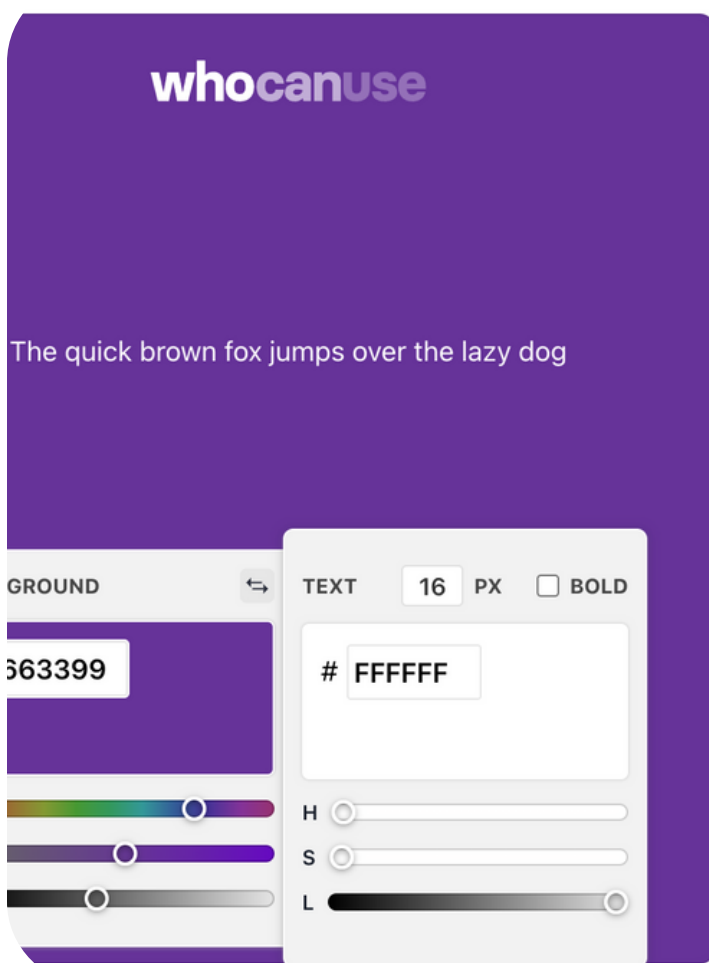 whocanuse
The quick brown fox jumps over the lazy dog
GROUND
TEXT 16 PX BOLD
663399
# FFFFFF
H
S
L